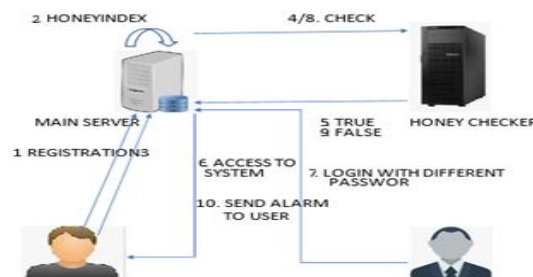 2. HONEYINDEX
4/8. CHECK
MAIN SERVER
5. TRUE
9. FALSE
HONEY CHECKER
1 REGISTRATION3
6. ACCESS TO
SYSTEM
7. LOGIN WITH DIFFERENT
PASSWOR
10. SEND ALARM
TO USER